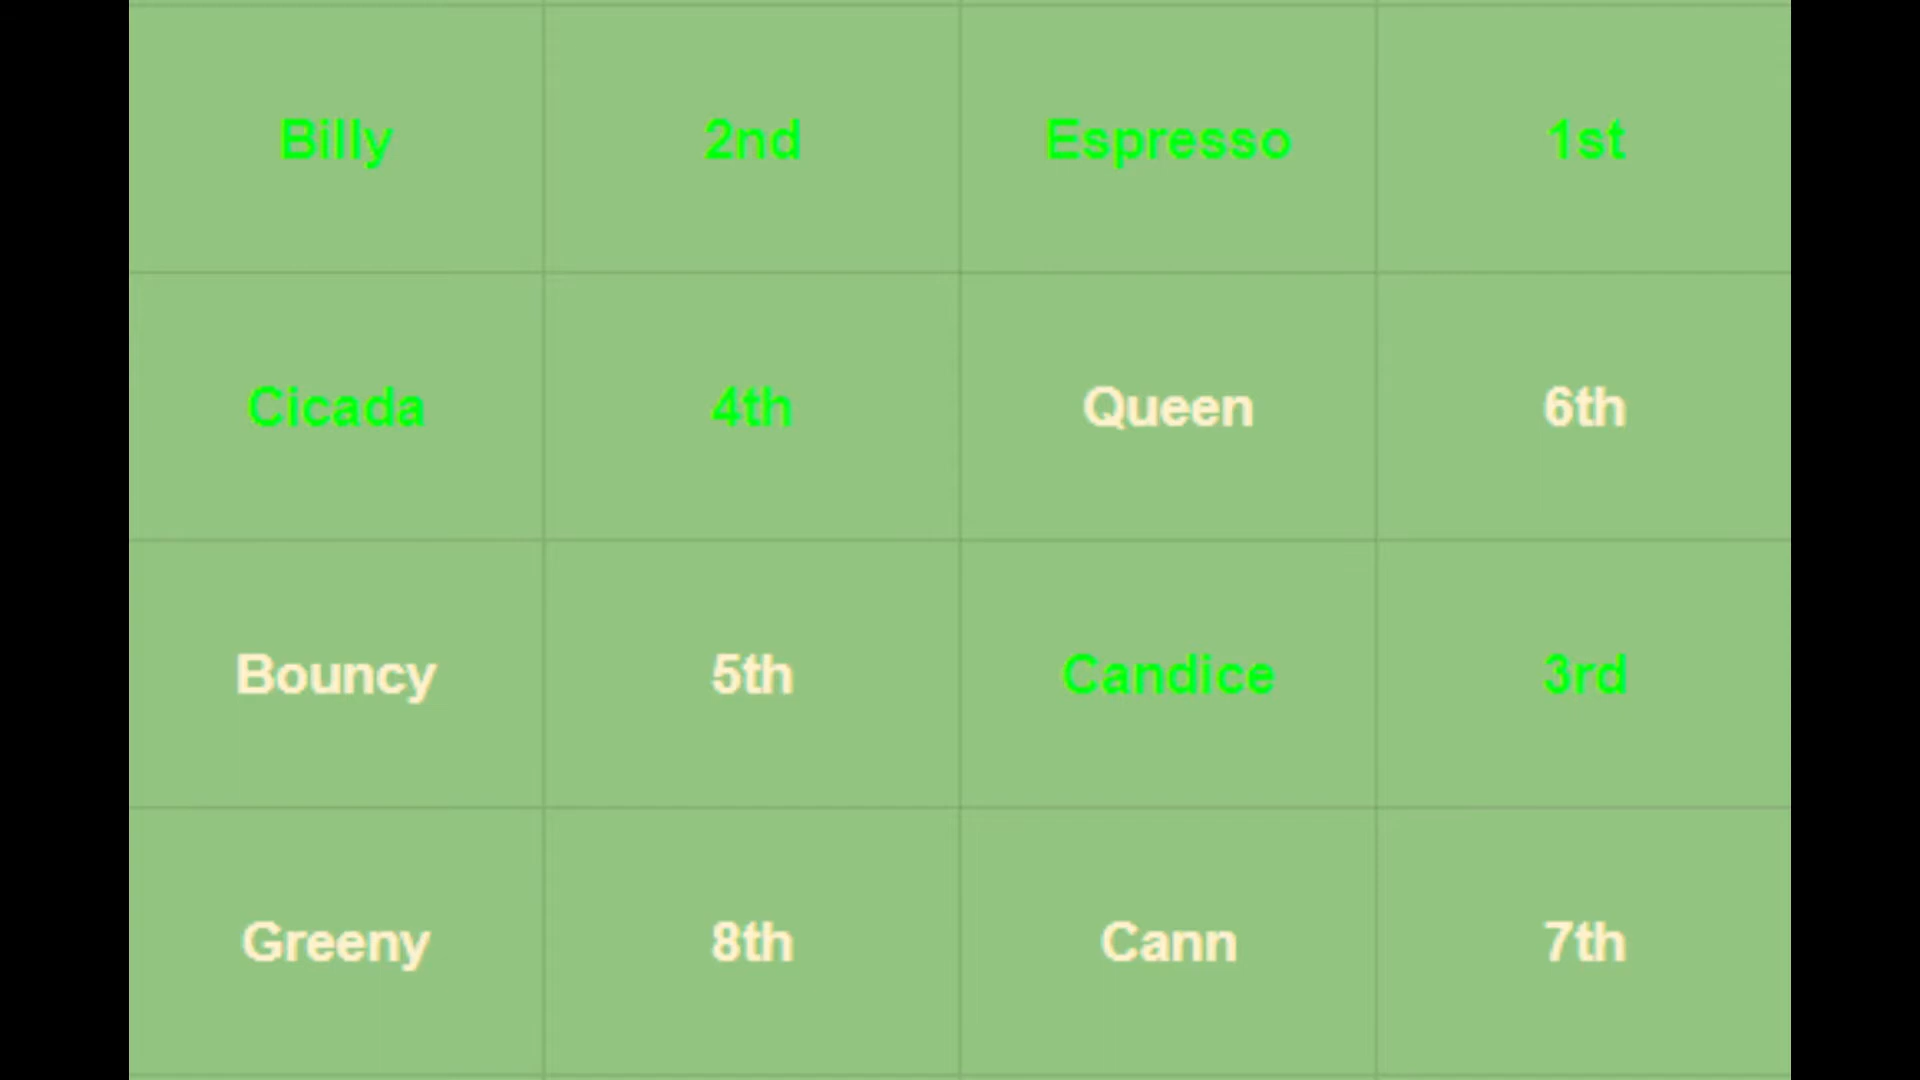 Billy 2nd Espresso 1st
Cicada 4th Queen 6th
Bouncy 5th Candice 3rd
Greeny 8th Cann 7th